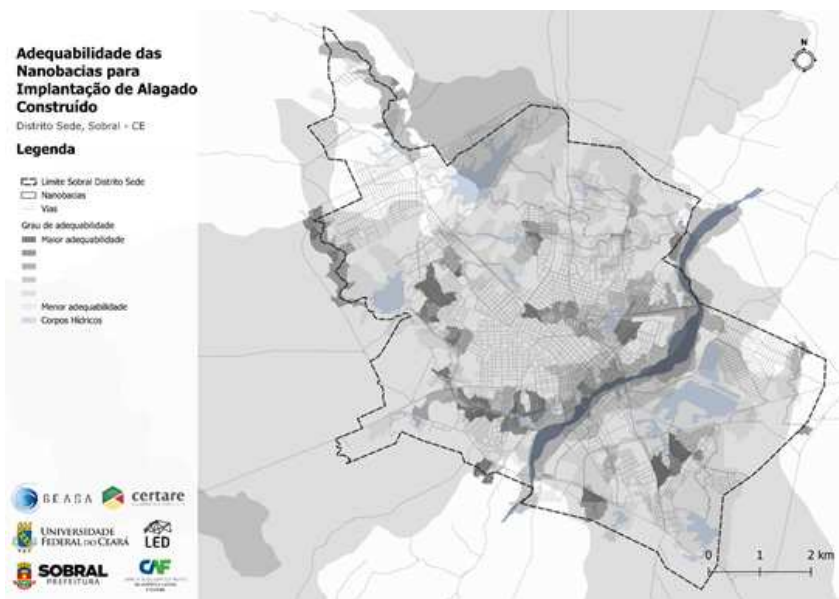 Adequabilidade das
Nanobacias para
Implantação de Alagado
Construído
Distrito Sede, Sobral - CE
Legenda
Limite Sobral Distrito Sede
Nanobacias
Vias
Grau de adequabilidade
Maior adequabilidade
Menor adequabilidade
Corpos Hídricos
N
0 1 2 km
certare
UNIVERSIDADE
FEDERAL DO CEARÁ
LED
SOBRAL
PREFEITURA
CAF